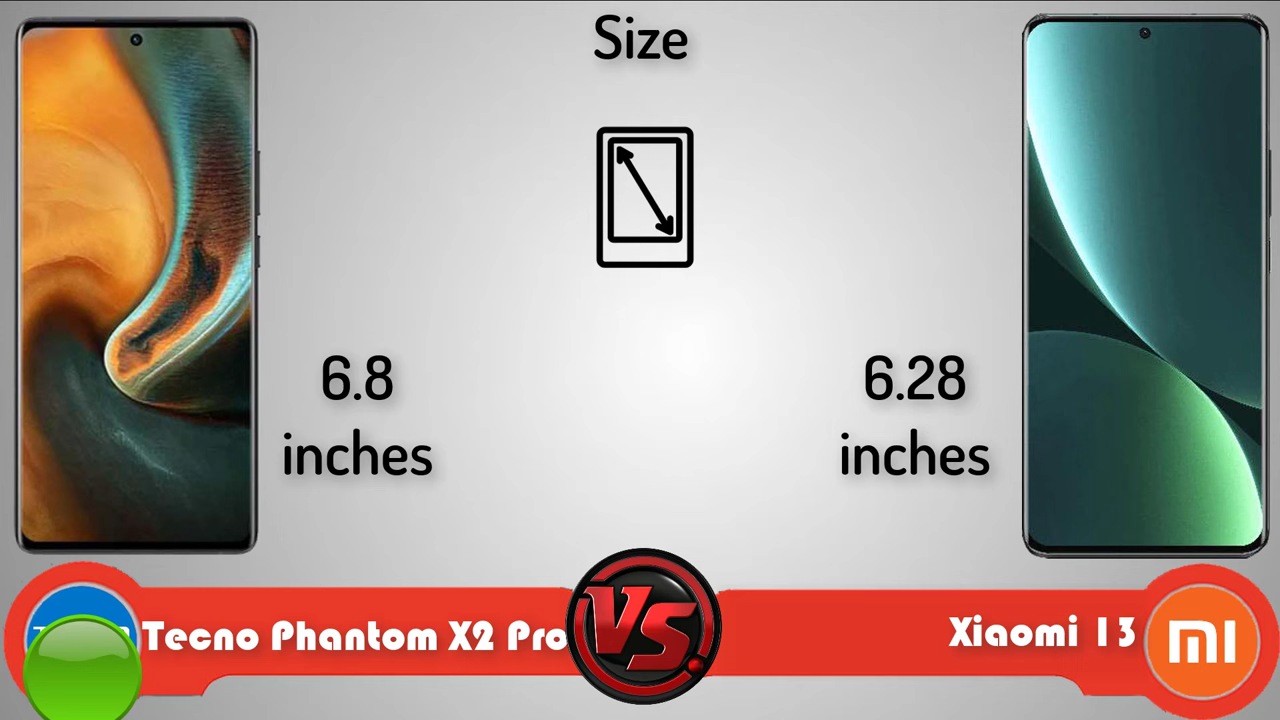 Size
6.8
inches
6.28
inches
Tecno Phantom X2 Pro
VS
Xiaomi 13
MI